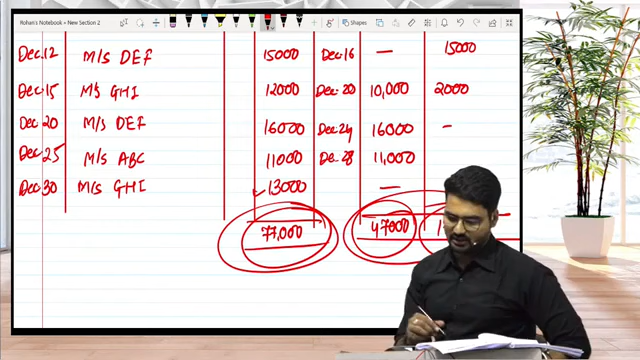 Rohan's Notebook • New Section 2
Dec.12 M/s DEF 15000 Dec.16 — 15000
Dec.15 M/s GHI 12000 Dec.20 10,000 2000
Dec.20 M/s DEF 16000 Dec.24 16000 –
Dec.25 M/s ABC 11000 Dec.28 11,000
Dec.30 M/s GHI 13000 —
77,000 47000